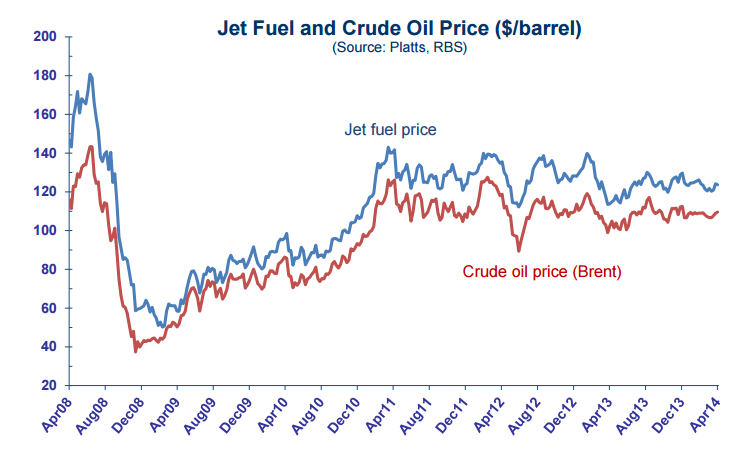 Jet Fuel and Crude Oil Price ($/barrel)
(Source: Platts, RBS)
200
180
160
140
120
100
80
60
40
20
Jet fuel price
Crude oil price (Brent)
Apr08
Aug08
Dec08
Apr09
Aug09
Dec09
Apr10
Aug10
Dec10
Apr11
Aug11
Dec11
Apr12
Aug12
Dec12
Apr13
Aug13
Dec13
Apr14